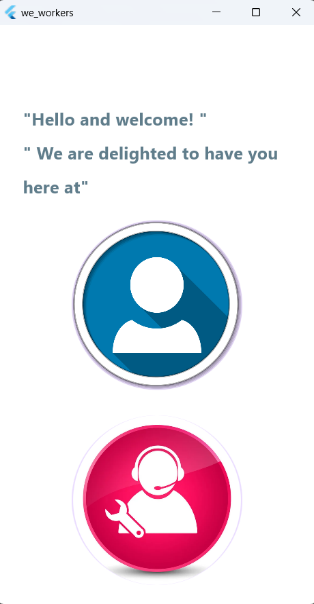 we_workers
"Hello and welcome! "
" We are delighted to have you
here at"